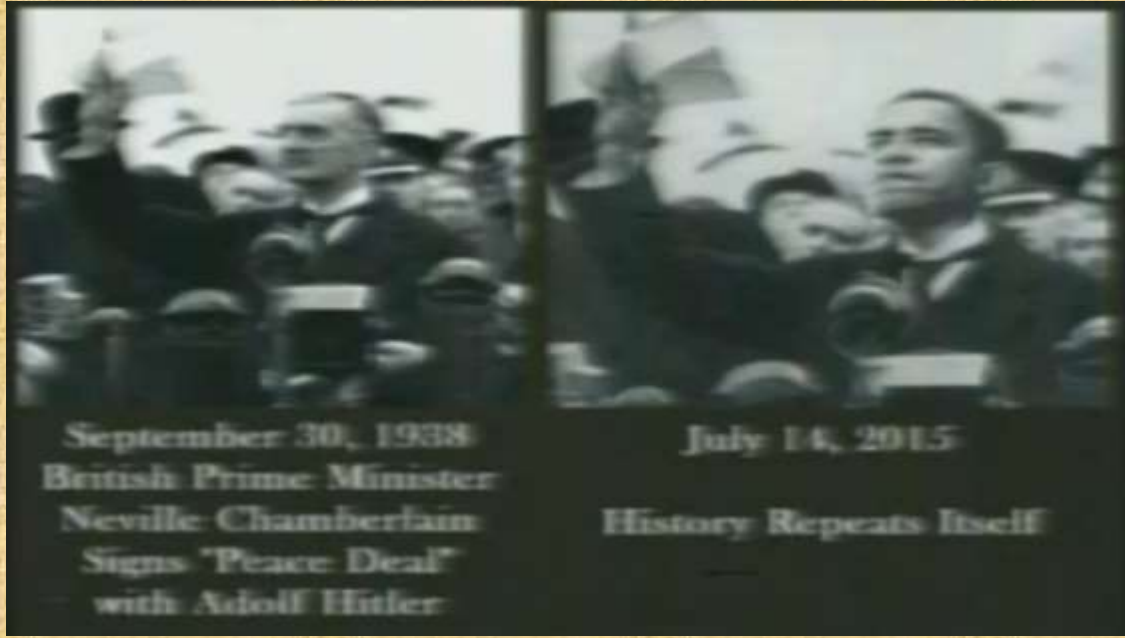 September 30, 1938
British Prime Minister
Neville Chamberlain
Signs "Peace Deal"
with Adolf Hitler
July 14, 2015
History Repeats Itself